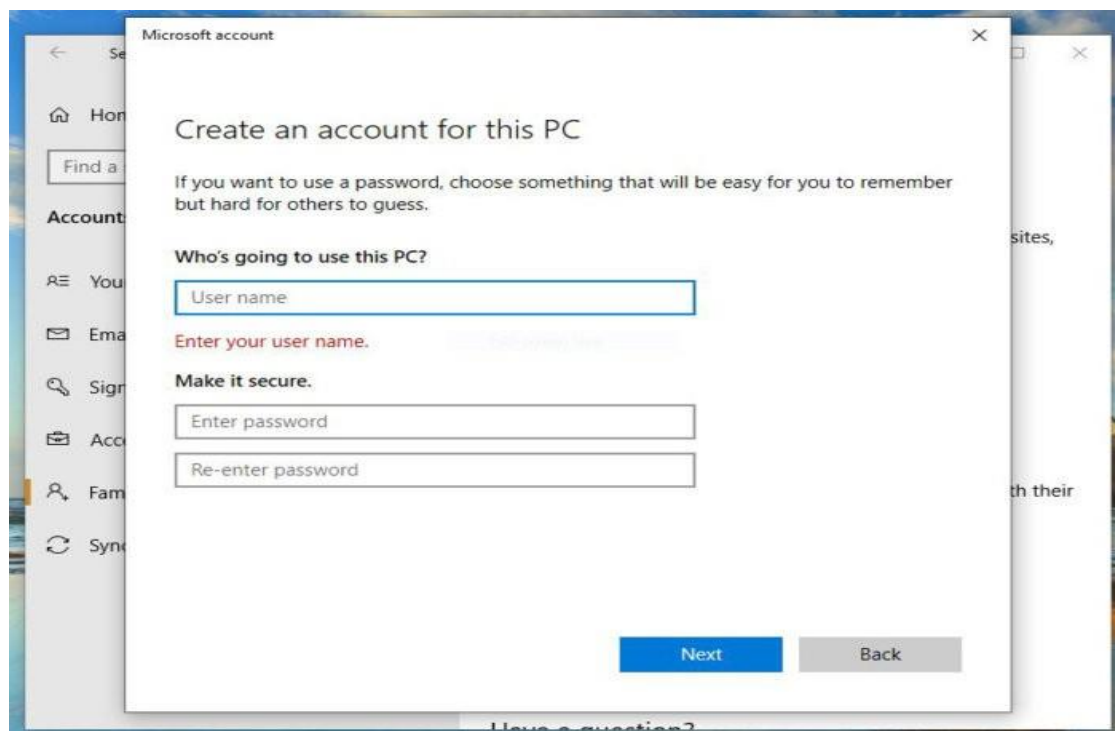 Microsoft account
Se
Hom
Find a
Account
You
Ema
Sign
Acco
Fam
Sync
Create an account for this PC
If you want to use a password, choose something that will be easy for you to remember
but hard for others to guess.
Who's going to use this PC?
User name
Enter your user name.
Make it secure.
Enter password
Re-enter password
Next
Back
sites,
th their
Have a question?